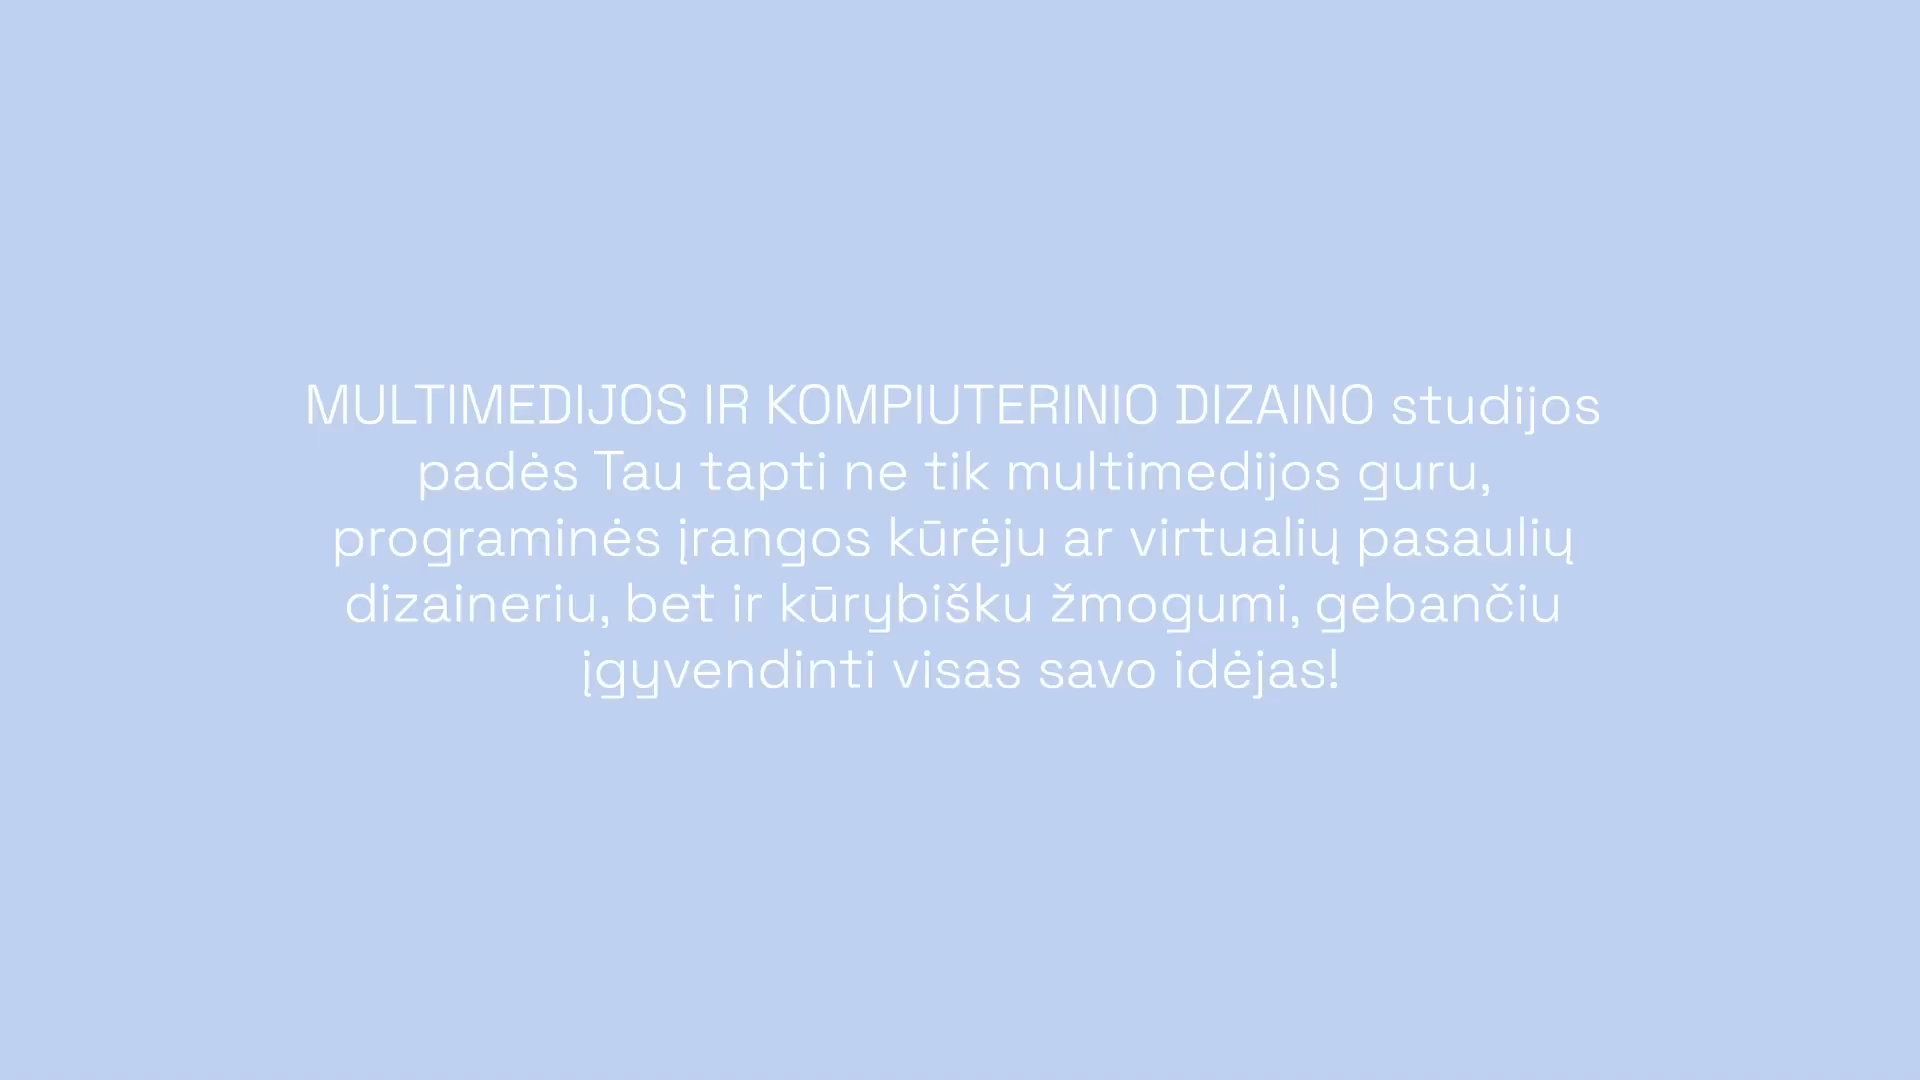 MULTIMEDIJOS IR KOMPIUTERINIO DIZAINO studijos
padės Tau tapti ne tik multimedijos guru,
programinės įrangos kūrėju ar virtualių pasaulių
dizaineriu, bet ir kūrybišku žmogumi, gebančiu
įgyvendinti visas savo idėjas!